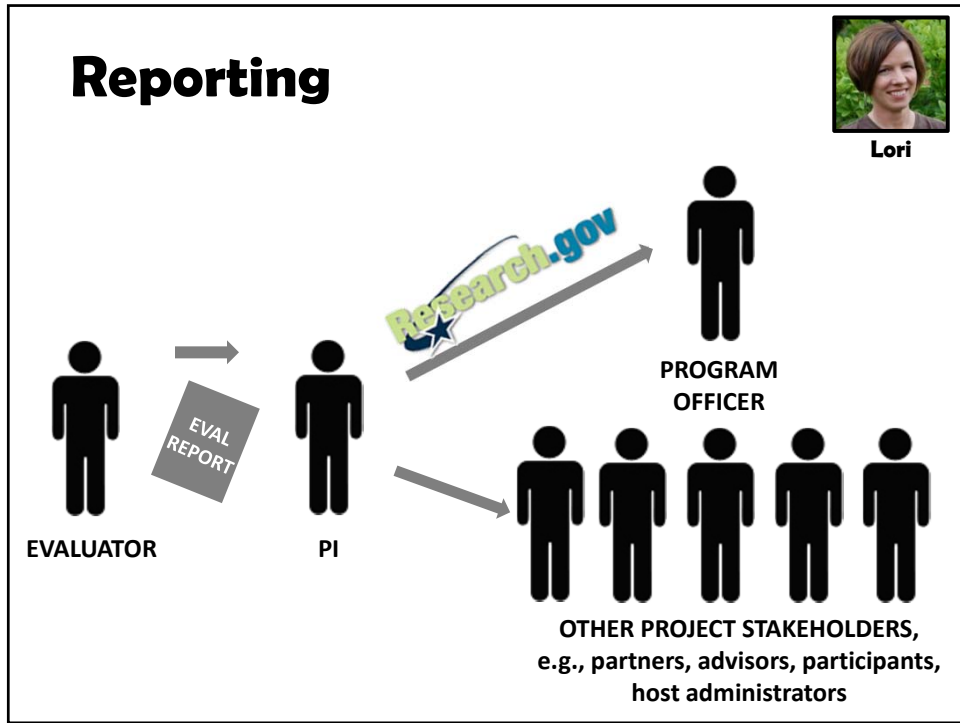 Reporting
Lori
Research.gov
PROGRAM
OFFICER
EVAL
REPORT
EVALUATOR
PI
OTHER PROJECT STAKEHOLDERS,
e.g., partners, advisors, participants,
host administrators